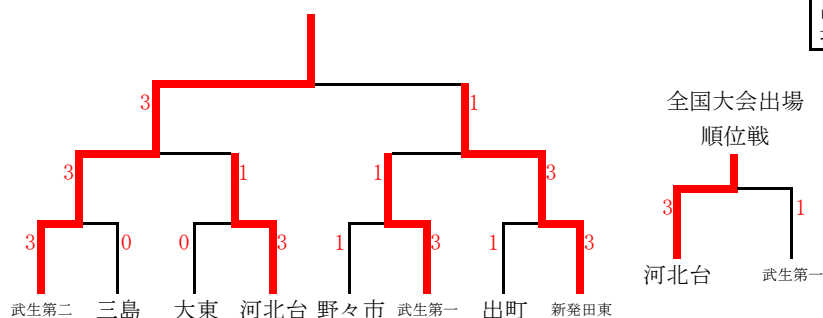 3 1
全国大会出場
順位戦
3 1 1 3
3 1
3 0 0 3 1 3 1 3
河北台 武生第一
武生第二 三島 大東 河北台 野々市 武生第一 出町 新発田東